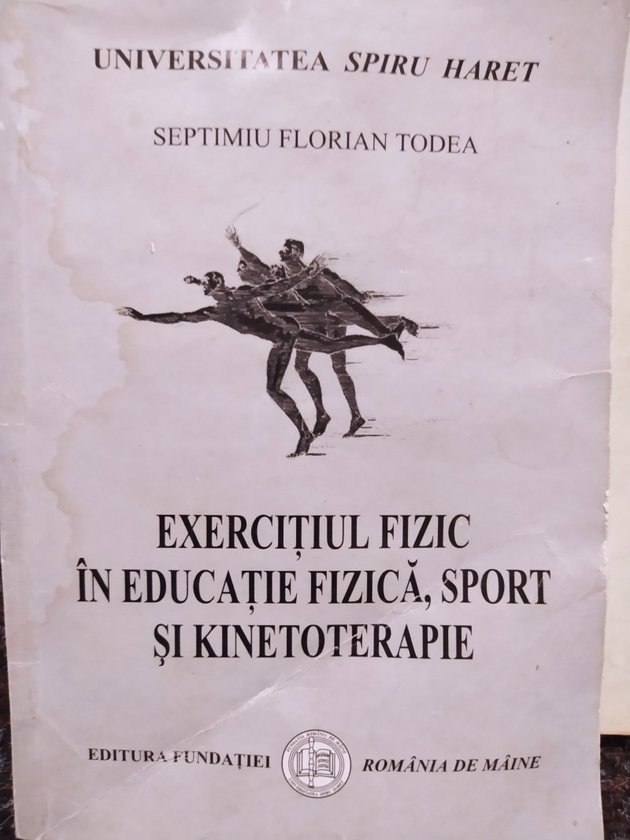 UNIVERSITATEA SPIRU HARET
SEPTIMIU FLORIAN TODEA
EXERCIȚIUL FIZIC
ÎN EDUCAȚIE FIZICĂ, SPORT
ȘI KINETOTERAPIE
EDITURA FUNDAȚIEI ROMÂNIA DE MÂINE